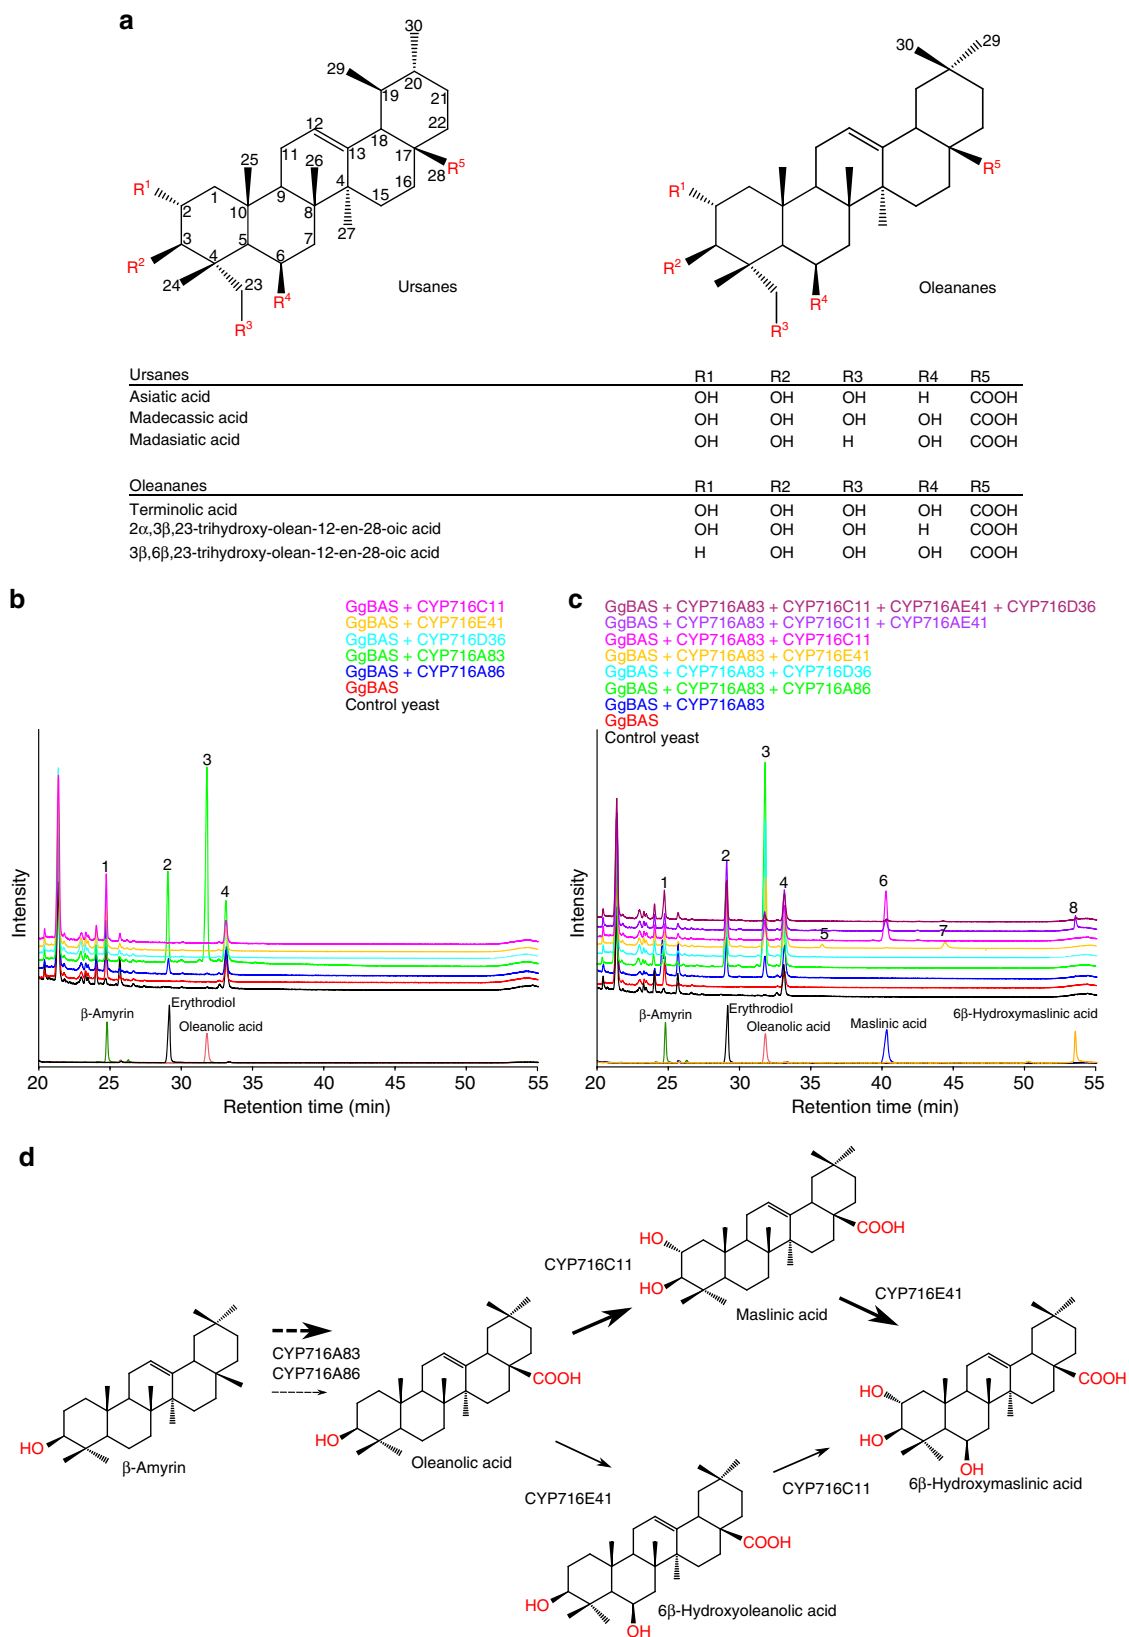 a
30
29
20
19
21
12
22
18
11
13
17
25
26
R5
28
16
R1
1
9
4
15
2
10
8
27
3
5
7
R2
4
6
24
23
R4
R3
Ursanes
30
29
R5
R1
R2
R4
R3
Oleananes
Ursanes R1 R2 R3 R4 R5
Asiatic acid OH OH OH H COOH
Madecassic acid OH OH OH OH COOH
Madasiatic acid OH OH H OH COOH
Oleananes R1 R2 R3 R4 R5
Terminolic acid OH OH OH OH COOH
2α,3β,23-trihydroxy-olean-12-en-28-oic acid OH OH OH H COOH
3β,6β,23-trihydroxy-olean-12-en-28-oic acid H OH OH OH COOH
b
GgBAS + CYP716C11
GgBAS + CYP716E41
GgBAS + CYP716D36
GgBAS + CYP716A83
GgBAS + CYP716A86
GgBAS
Control yeast
Intensity
1
2
3
4
β-Amyrin
Erythrodiol
Oleanolic acid
20 25 30 35 40 45 50 55
Retention time (min)
c
GgBAS + CYP716A83 + CYP716C11 + CYP716AE41 + CYP716D36
GgBAS + CYP716A83 + CYP716C11 + CYP716AE41
GgBAS + CYP716A83 + CYP716C11
GgBAS + CYP716A83 + CYP716E41
GgBAS + CYP716A83 + CYP716D36
GgBAS + CYP716A83 + CYP716A86
GgBAS + CYP716A83
GgBAS
Control yeast
Intensity
1
2
3
4
5
6
7
8
β-Amyrin
Erythrodiol
Oleanolic acid
Maslinic acid
6β-Hydroxymaslinic acid
20 25 30 35 40 45 50 55
Retention time (min)
d
HO
β-Amyrin
CYP716A83
CYP716A86
HO
COOH
Oleanolic acid
CYP716C11
HO
HO
COOH
Maslinic acid
CYP716E41
HO
HO
OH
COOH
6β-Hydroxymaslinic acid
CYP716E41
HO
OH
COOH
6β-Hydroxyoleanolic acid
CYP716C11